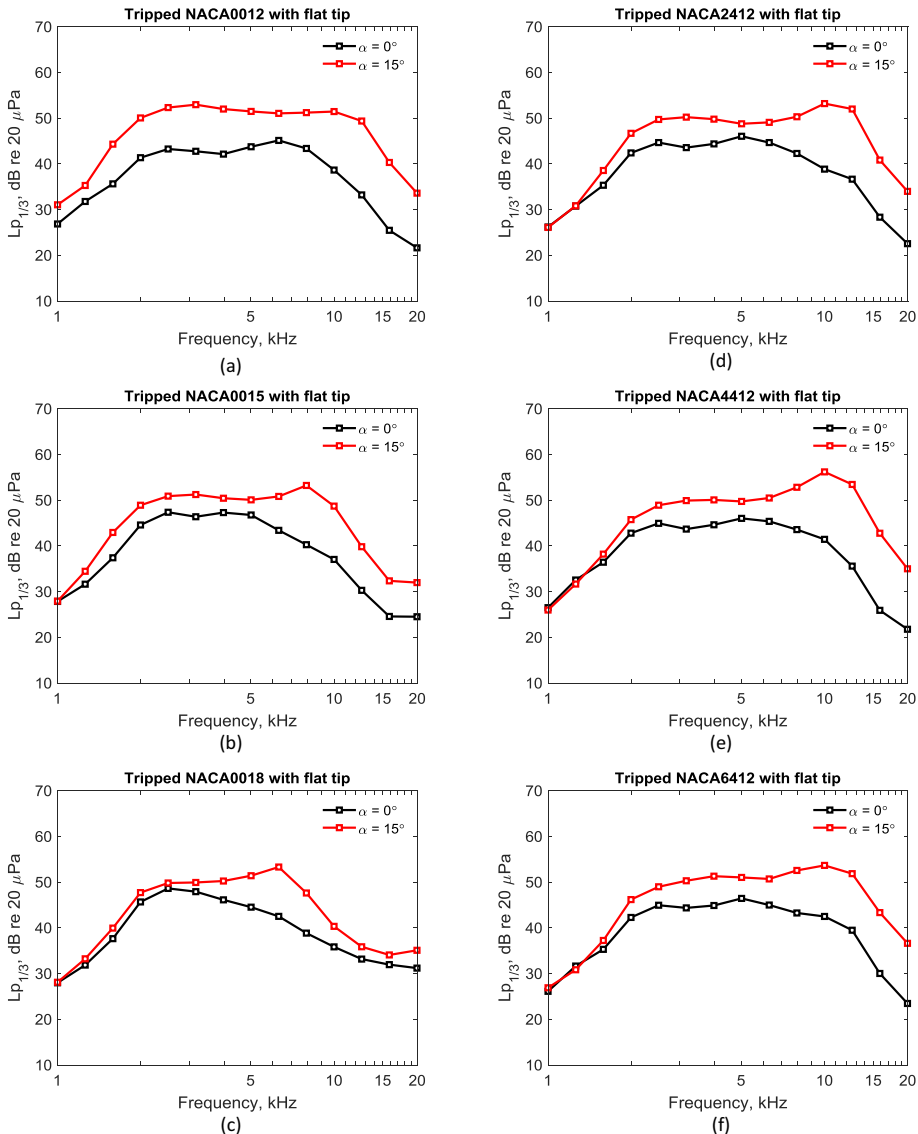 Tripped NACA0012 with flat tip
70
60
50
40
30
20
10
Lp1/3, dB re 20 μPa
α = 0°
α = 15°
1 2 5 10 15 20
Frequency, kHz
(a)
Tripped NACA2412 with flat tip
70
60
50
40
30
20
10
Lp1/3, dB re 20 μPa
α = 0°
α = 15°
1 2 5 10 15 20
Frequency, kHz
(d)
Tripped NACA0015 with flat tip
70
60
50
40
30
20
10
Lp1/3, dB re 20 μPa
α = 0°
α = 15°
1 2 5 10 15 20
Frequency, kHz
(b)
Tripped NACA4412 with flat tip
70
60
50
40
30
20
10
Lp1/3, dB re 20 μPa
α = 0°
α = 15°
1 2 5 10 15 20
Frequency, kHz
(e)
Tripped NACA0018 with flat tip
70
60
50
40
30
20
10
Lp1/3, dB re 20 μPa
α = 0°
α = 15°
1 2 5 10 15 20
Frequency, kHz
(c)
Tripped NACA6412 with flat tip
70
60
50
40
30
20
10
Lp1/3, dB re 20 μPa
α = 0°
α = 15°
1 2 5 10 15 20
Frequency, kHz
(f)